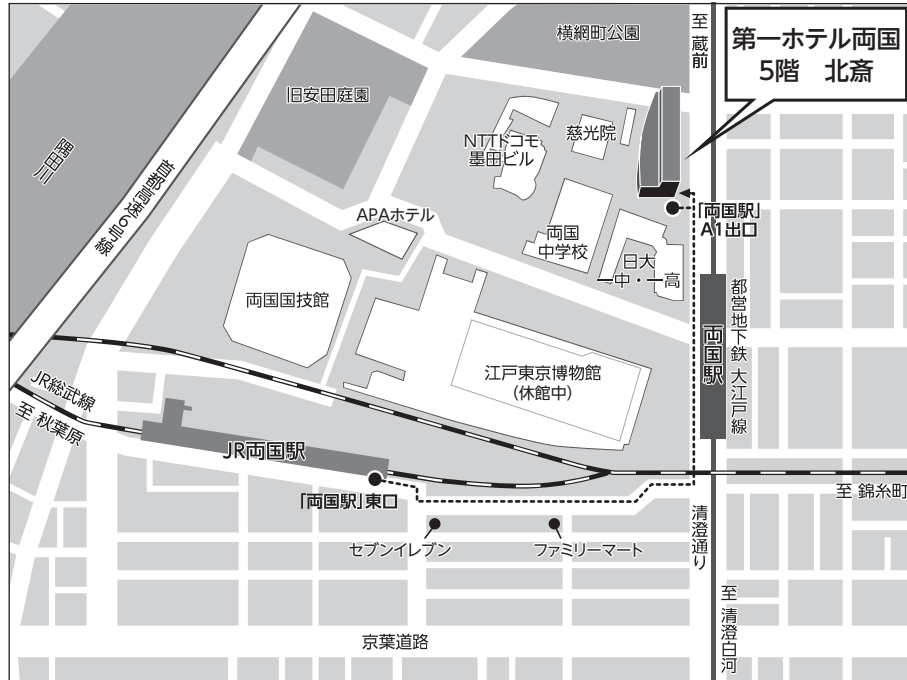 横網町公園
至 蔵前
第一ホテル両国
5階 北斎
旧安田庭園
隅田川
首都高速6号線
NTTドコモ
墨田ビル
慈光院
APAホテル
両国
中学校
日大
一中・一高
「両国駅」
A1出口
両国国技館
江戸東京博物館
(休館中)
両国駅
都営地下鉄 大江戸線
JR総武線
至 秋葉原
JR両国駅
「両国駅」東口
至 錦糸町
セブンイレブン
ファミリーマート
清澄通り
京葉道路
至 清澄白河